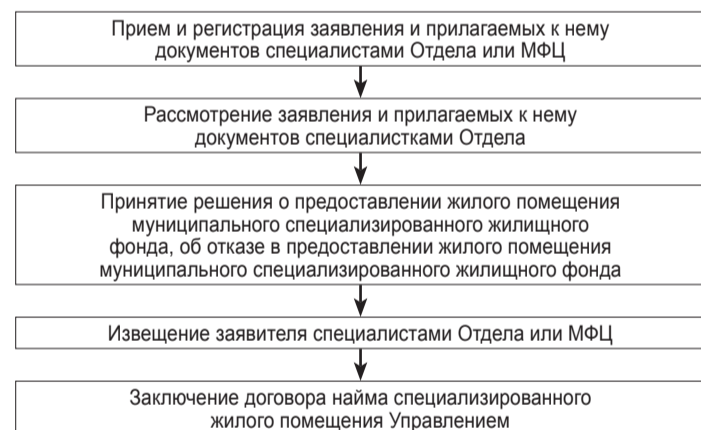 Прием и регистрация заявления и прилагаемых к нему
документов специалистами Отдела или МФЦ
Рассмотрение заявления и прилагаемых к нему
документов специалистками Отдела
Принятие решения о предоставлении жилого помещения
муниципального специализированного жилищного
фонда, об отказе в предоставлении жилого помещения
муниципального специализированного жилищного фонда
Извещение заявителя специалистами Отдела или МФЦ
Заключение договора найма специализированного
жилого помещения Управлением